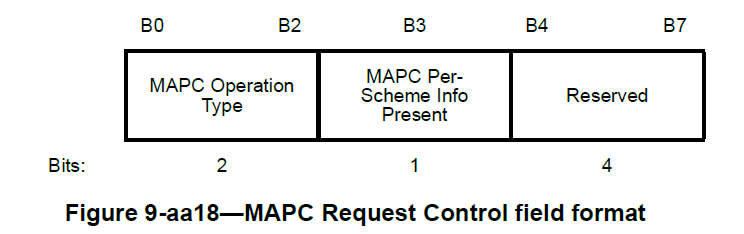 B0 B2 B3 B4 B7
MAPC Operation
Type
MAPC Per-
Scheme Info
Present
Reserved
Bits: 2 1 4
Figure 9-aa18—MAPC Request Control field format